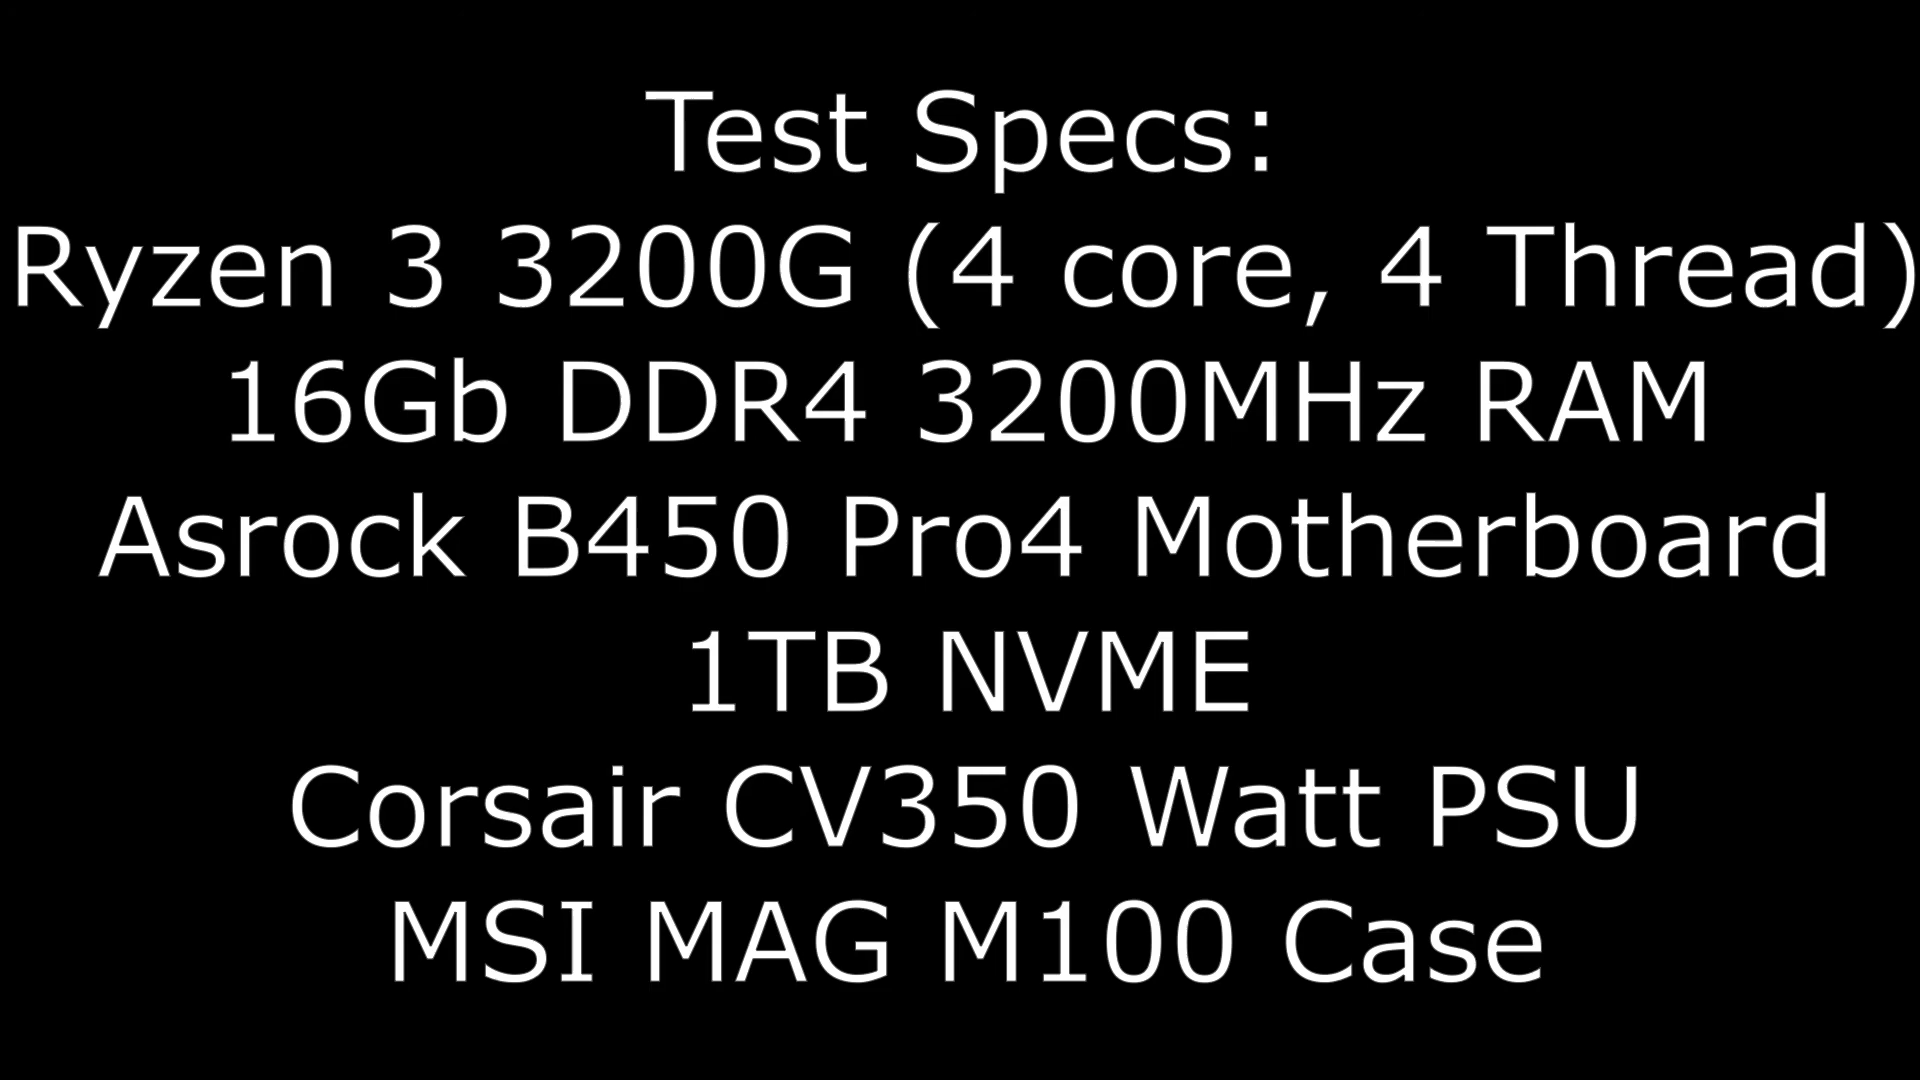 Test Specs:
Ryzen 3 3200G (4 core, 4 Thread)
16Gb DDR4 3200MHz RAM
Asrock B450 Pro4 Motherboard
1TB NVME
Corsair CV350 Watt PSU
MSI MAG M100 Case